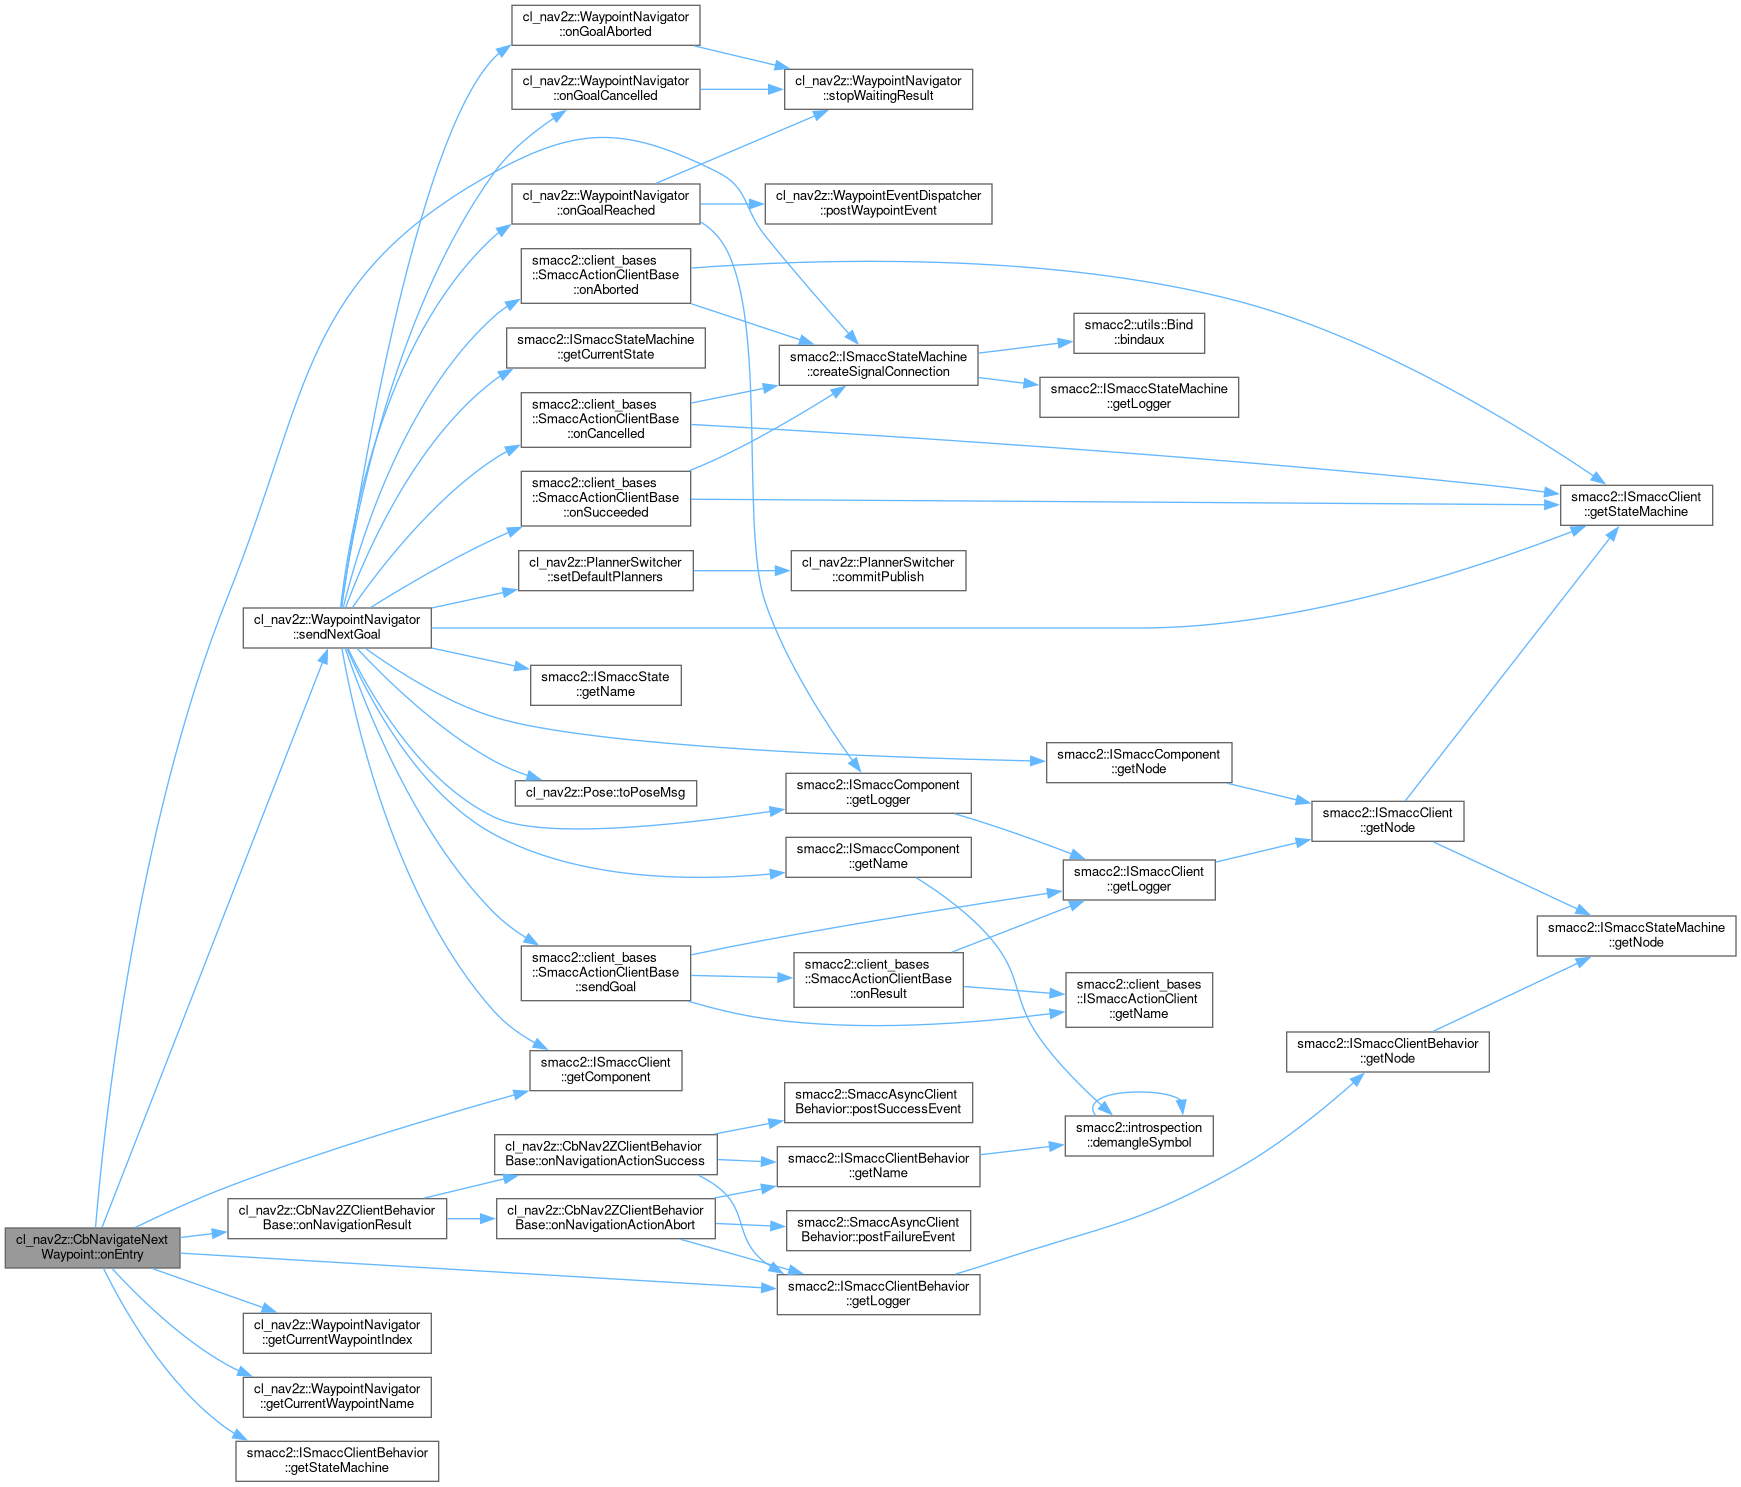 cl_nav2z::WaypointNavigator
::onGoalAborted
cl_nav2z::WaypointNavigator
::onGoalCancelled
cl_nav2z::WaypointNavigator
::stopWaitingResult
cl_nav2z::WaypointNavigator
::onGoalReached
cl_nav2z::WaypointEventDispatcher
::postWaypointEvent
smacc2::client_bases
::SmaccActionClientBase
::onAborted
smacc2::ISmaccStateMachine
::getCurrentState
smacc2::ISmaccStateMachine
::createSignalConnection
smacc2::utils::Bind
::bindaux
smacc2::ISmaccStateMachine
::getLogger
smacc2::client_bases
::SmaccActionClientBase
::onCancelled
smacc2::client_bases
::SmaccActionClientBase
::onSucceeded
smacc2::ISmaccClient
::getStateMachine
cl_nav2z::PlannerSwitcher
::setDefaultPlanners
cl_nav2z::PlannerSwitcher
::commitPublish
cl_nav2z::WaypointNavigator
::sendNextGoal
smacc2::ISmaccState
::getName
smacc2::ISmaccComponent
::getNode
cl_nav2z::Pose::toPoseMsg
smacc2::ISmaccComponent
::getLogger
smacc2::ISmaccClient
::getNode
smacc2::ISmaccComponent
::getName
smacc2::ISmaccClient
::getLogger
smacc2::ISmaccStateMachine
::getNode
smacc2::client_bases
::SmaccActionClientBase
::sendGoal
smacc2::client_bases
::SmaccActionClientBase
::onResult
smacc2::client_bases
::ISmaccActionClient
::getName
smacc2::ISmaccClientBehavior
::getNode
smacc2::ISmaccClient
::getComponent
smacc2::SmaccAsyncClient
Behavior::postSuccessEvent
smacc2::introspection
::demangleSymbol
cl_nav2z::CbNav2ZClientBehavior
Base::onNavigationActionSuccess
smacc2::ISmaccClientBehavior
::getName
cl_nav2z::CbNav2ZClientBehavior
Base::onNavigationResult
cl_nav2z::CbNav2ZClientBehavior
Base::onNavigationActionAbort
smacc2::SmaccAsyncClient
Behavior::postFailureEvent
cl_nav2z::CbNavigateNext
Waypoint::onEntry
smacc2::ISmaccClientBehavior
::getLogger
cl_nav2z::WaypointNavigator
::getCurrentWaypointIndex
cl_nav2z::WaypointNavigator
::getCurrentWaypointName
smacc2::ISmaccClientBehavior
::getStateMachine